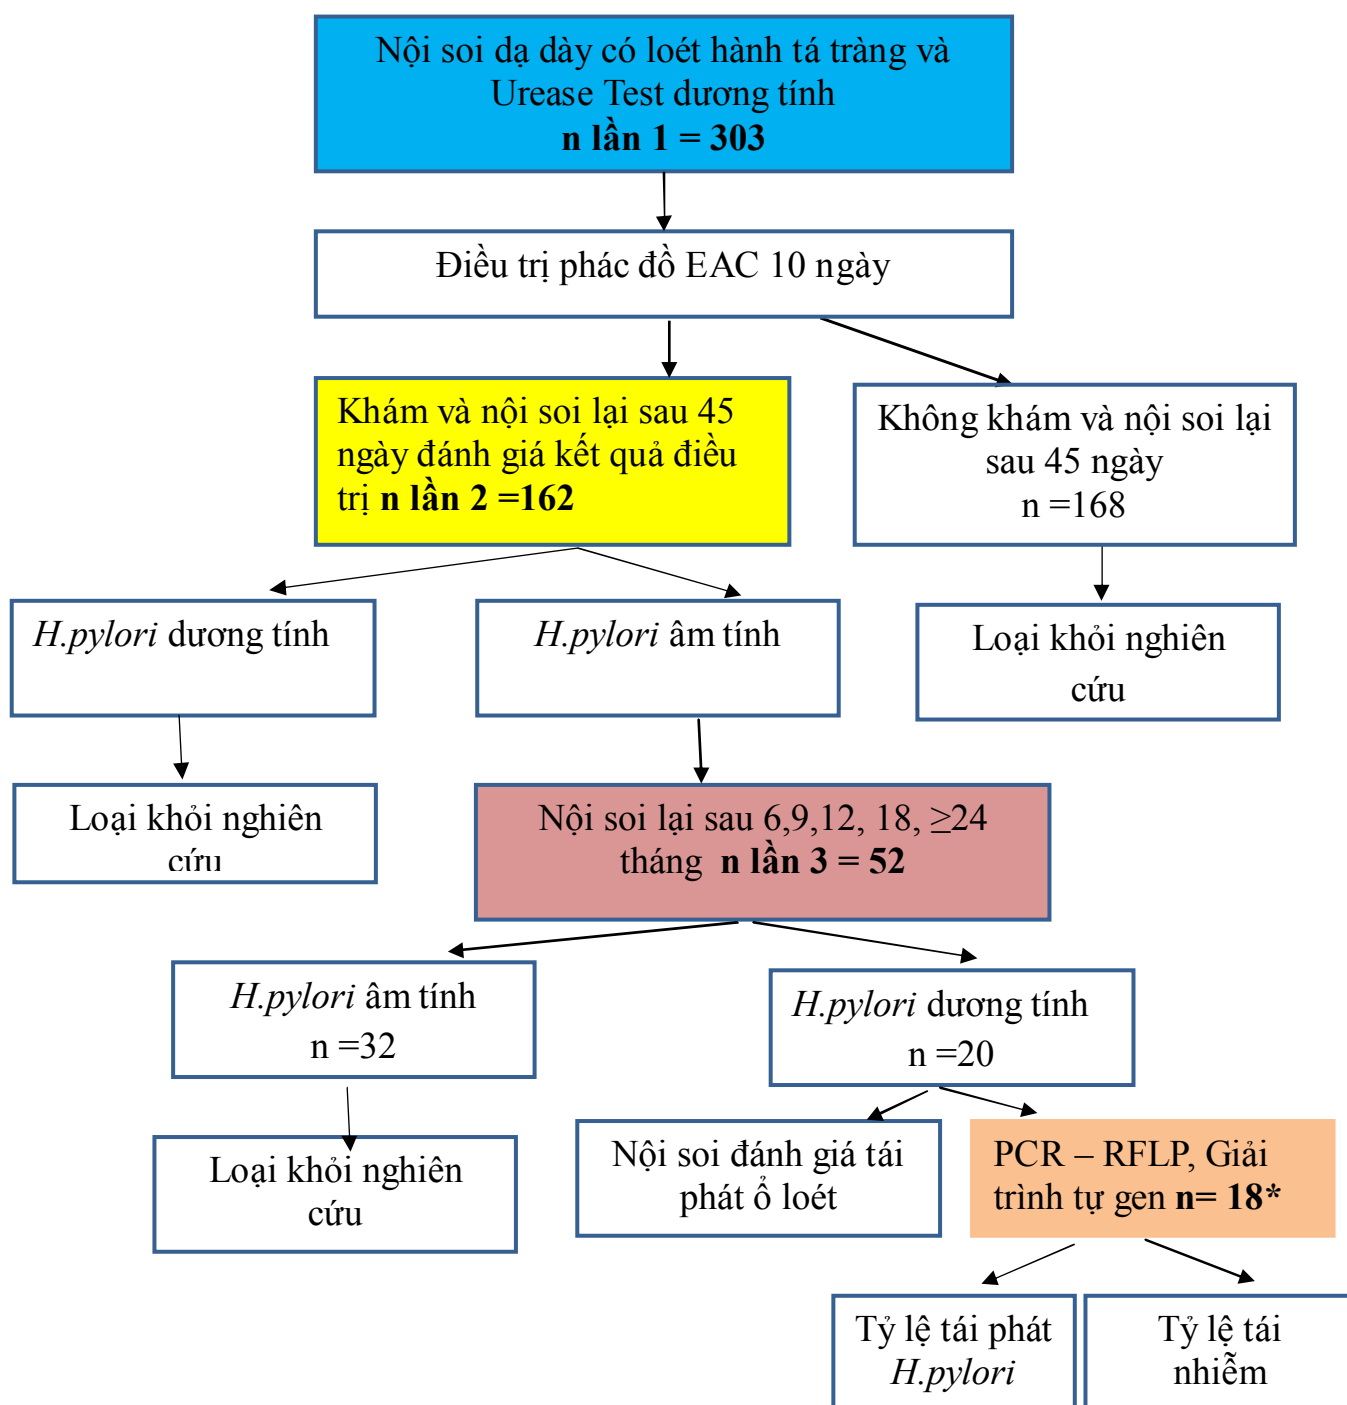 Nội soi dạ dày có loét hành tá tràng và
Urease Test dương tính
n lần 1 = 303
Điều trị phác đồ EAC 10 ngày
Khám và nội soi lại sau 45
ngày đánh giá kết quả điều
trị n lần 2 =162
Không khám và nội soi lại
sau 45 ngày
n =168
H.pylori dương tính
H.pylori âm tính
Loại khỏi nghiên
cứu
Loại khỏi nghiên
cứu
Nội soi lại sau 6,9,12, 18, ≥24
tháng n lần 3 = 52
H.pylori âm tính
n =32
H.pylori dương tính
n =20
Loại khỏi nghiên
cứu
Nội soi đánh giá tái
phát ổ loét
PCR – RFLP, Giải
trình tự gen n= 18*
Tỷ lệ tái phát
H.pylori
Tỷ lệ tái
nhiễm